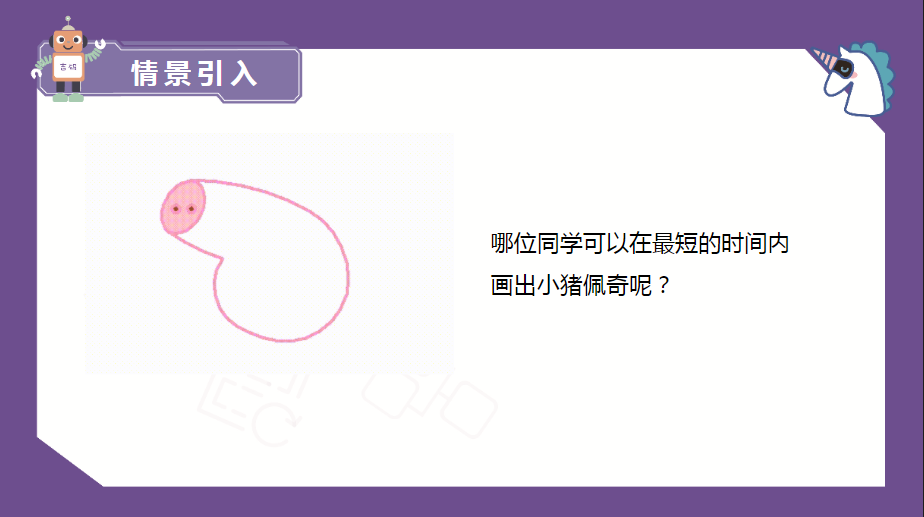 情景引入
哪位同学可以在最短的时间内
画出小猪佩奇呢？